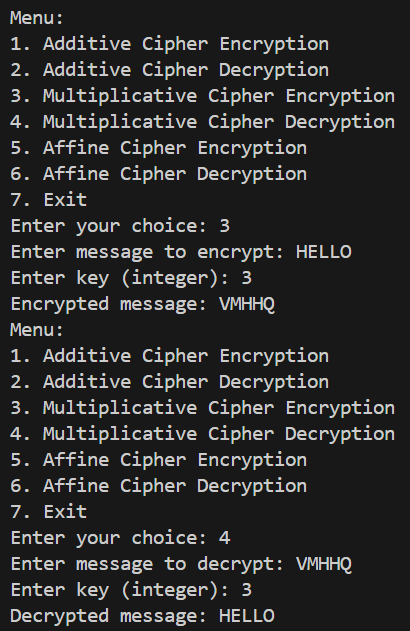 Menu:
1. Additive Cipher Encryption
2. Additive Cipher Decryption
3. Multiplicative Cipher Encryption
4. Multiplicative Cipher Decryption
5. Affine Cipher Encryption
6. Affine Cipher Decryption
7. Exit
Enter your choice: 3
Enter message to encrypt: HELLO
Enter key (integer): 3
Encrypted message: VMHHQ
Menu:
1. Additive Cipher Encryption
2. Additive Cipher Decryption
3. Multiplicative Cipher Encryption
4. Multiplicative Cipher Decryption
5. Affine Cipher Encryption
6. Affine Cipher Decryption
7. Exit
Enter your choice: 4
Enter message to decrypt: VMHHQ
Enter key (integer): 3
Decrypted message: HELLO